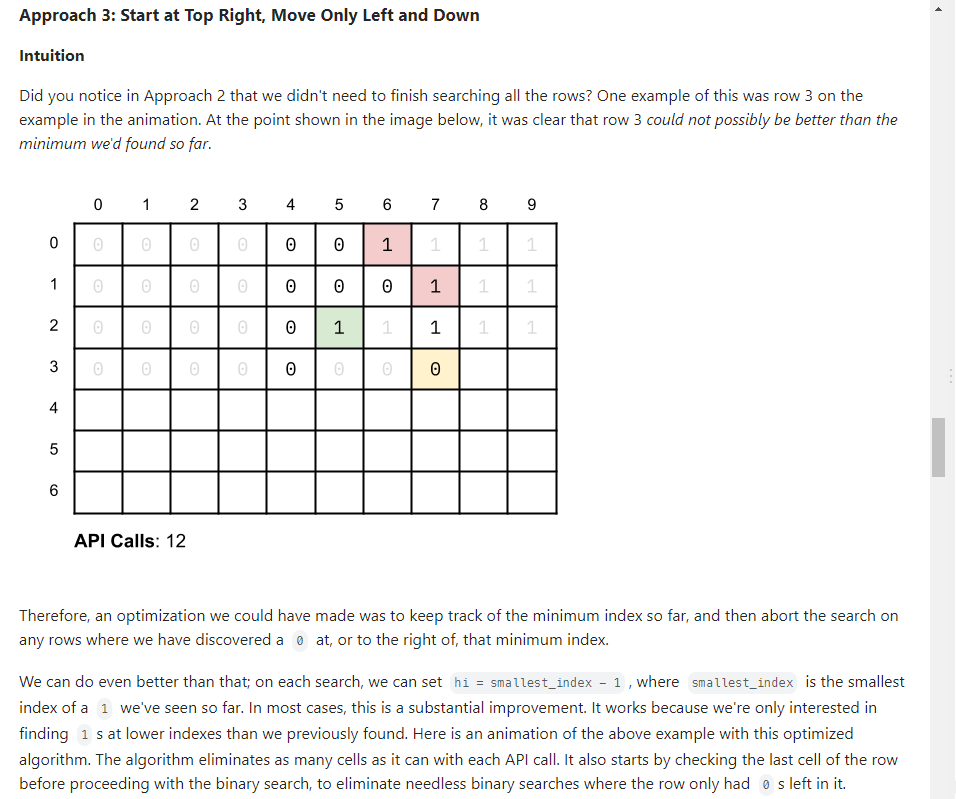 Approach 3: Start at Top Right, Move Only Left and Down
Intuition
Did you notice in Approach 2 that we didn't need to finish searching all the rows? One example of this was row 3 on the
example in the animation. At the point shown in the image below, it was clear that row 3 could not possibly be better than the
minimum we'd found so far.
0 1 2 3 4 5 6 7 8 9
0 0 0 0 0 0 0 1 1 1 1
1 0 0 0 0 0 0 0 1 1 1
2 0 0 0 0 0 1 1 1 1 1
3 0 0 0 0 0 0 0 0
4
5
6
API Calls: 12
Therefore, an optimization we could have made was to keep track of the minimum index so far, and then abort the search on
any rows where we have discovered a 0 at, or to the right of, that minimum index.
We can do even better than that; on each search, we can set hi = smallest_index - 1 , where smallest_index is the smallest
index of a 1 we've seen so far. In most cases, this is a substantial improvement. It works because we're only interested in
finding 1 s at lower indexes than we previously found. Here is an animation of the above example with this optimized
algorithm. The algorithm eliminates as many cells as it can with each API call. It also starts by checking the last cell of the row
before proceeding with the binary search, to eliminate needless binary searches where the row only had 0 s left in it.